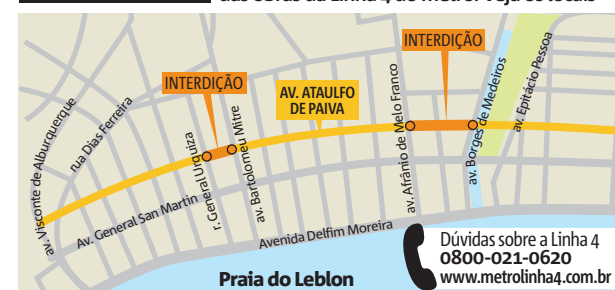 das obras da Linha 4 do metrô. Veja os locais
INTERDIÇÃO
INTERDIÇÃO
AV. ATAULFO
DE PAIVA
av. Visconte de Alburquerque
rua Dias Ferreira
r. General Urquiza
av. Bartolomeu Mitre
av. Afrânio de Melo Franco
av. Borges de Medeiros
av. Epitácio Pessoa
Av. General San Martin
Avenida Delfim Moreira
Praia do Leblon
Dúvidas sobre a Linha 4
0800-021-0620
www.metrolinha4.com.br